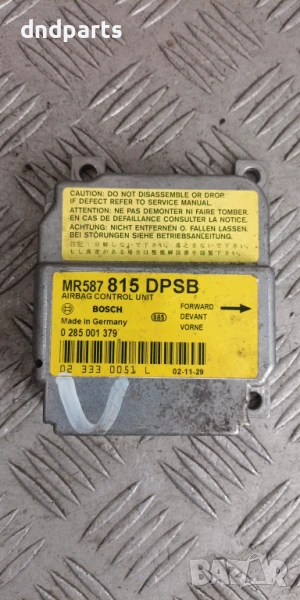 dndparts
CAUTION: DO NOT DISASSEMBLE OR DROP.
IF DEFECT REFER TO SERVICE MANUAL.
ATTENTION: NE PAS DEMONTER NI FAIRE TOMBER.
EN CAS DE DEFAILLANCE CONSULTER LA NOTICE.
ACHTUNG: NICHT ENTFERNEN O. FALLEN LASSEN.
BEI STÖRUNGEN SIEHE BETRIEBSANLEITUNG.
MR587 815 DPSB
AIRBAG CONTROL UNIT
FORWARD
BOSCH
DEVANT
Made in Germany
VORNE
0 285 001 379
02 333 0051 L
02-11-29
BAZAR